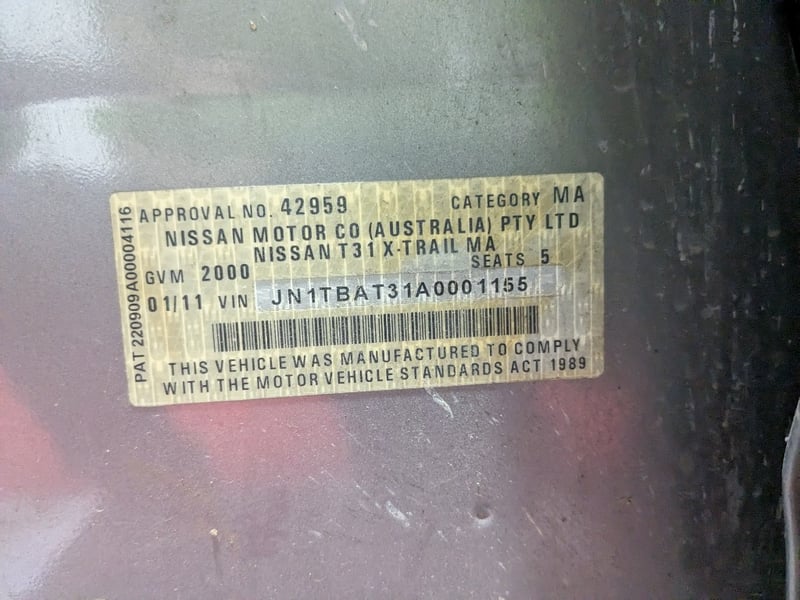 PAT 220909A00004116
APPROVAL NO. 42959 CATEGORY MA
NISSAN MOTOR CO (AUSTRALIA) PTY LTD
NISSAN T31 X-TRAIL MA
GVM 2000 SEATS 5
01/11 VIN JN1TBAT31A0001155
THIS VEHICLE WAS MANUFACTURED TO COMPLY
WITH THE MOTOR VEHICLE STANDARDS ACT 1989